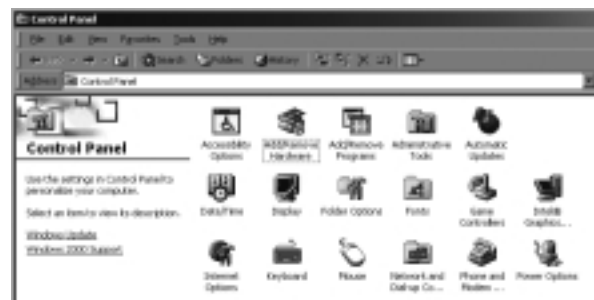 Control Panel
File Edit View Favorites Tools Help
Search Folders History
Address Control Panel
Control Panel
Use the settings in Control Panel to
personalize your computer.
Select an item to view its description.
Windows Update
Windows 2000 Support
Accessibility
Options
Add/Remove
Hardware
Add/Remove
Programs
Administrative
Tools
Automatic
Updates
Date/Time
Display
Folder Options
Fonts
Game
Controllers
Intel®
Graphics...
Internet
Options
Keyboard
Mouse
Network and
Dial-up Co...
Phone and
Modem ...
Power Options